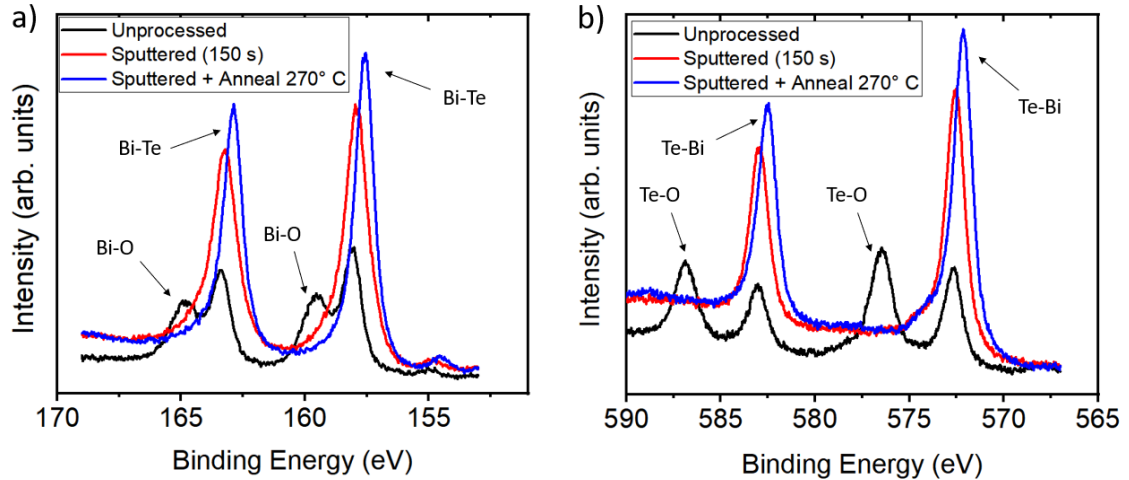 a)
Unprocessed
Sputtered (150 s)
Sputtered + Anneal 270° C
Bi-Te
Bi-Te
Bi-O
Bi-O
Intensity (arb. units)
170 165 160 155
Binding Energy (eV)
b)
Unprocessed
Sputtered (150 s)
Sputtered + Anneal 270° C
Te-Bi
Te-Bi
Te-O
Te-O
Intensity (arb. units)
590 585 580 575 570 565
Binding Energy (eV)